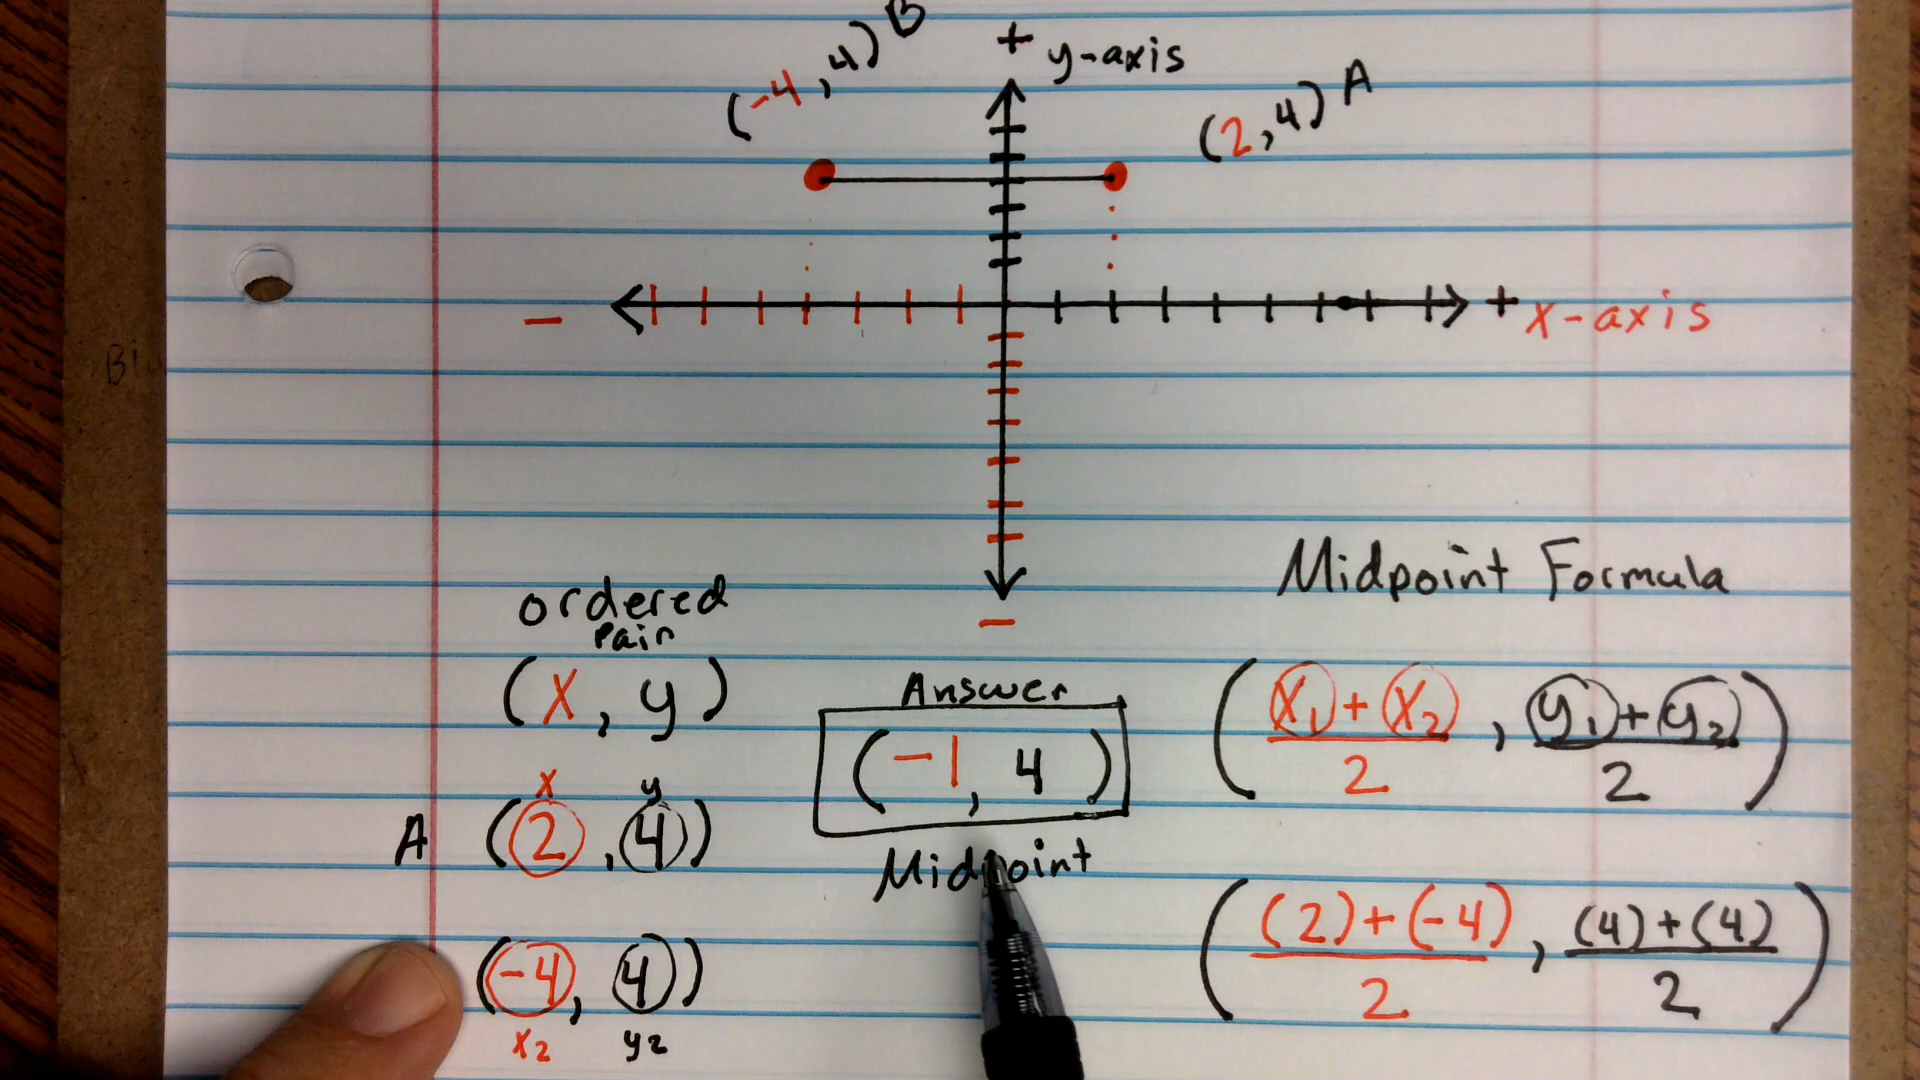 (-4, 4) B
+ y-axis
(2, 4) A
- + x-axis
-
Midpoint Formula
ordered
pair
(x, y)
Answer
(-1, 4)
Midpoint
(x₁ + x₂ / 2, y₁ + y₂ / 2)
x y
A (2, 4)
(-4, 4)
x₂ y₂
((2) + (-4) / 2, (4) + (4) / 2)